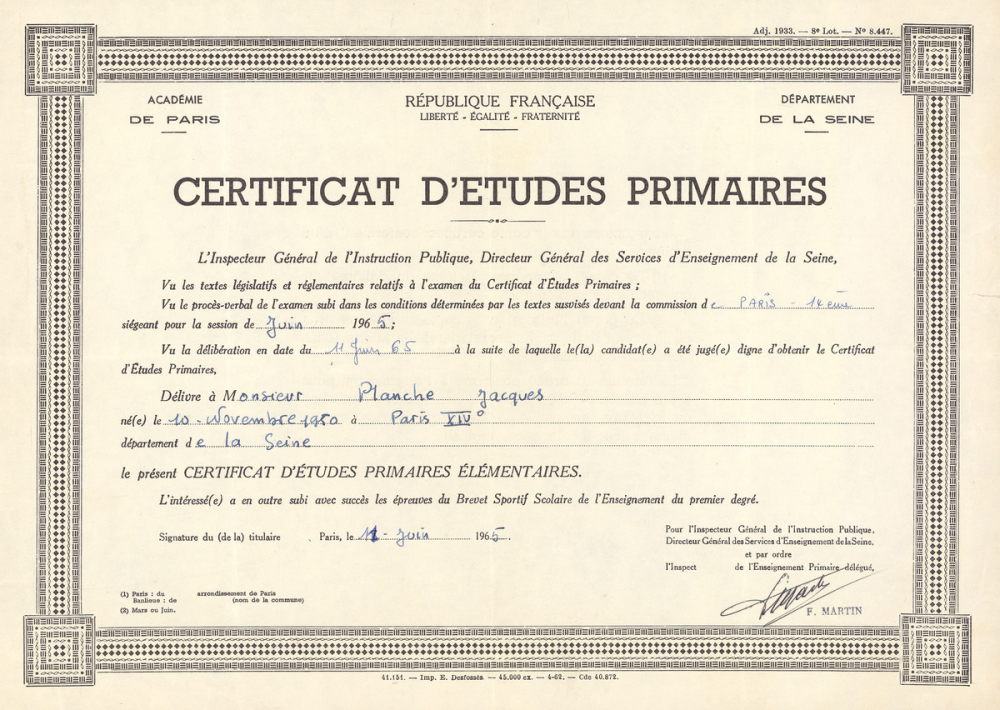 Adj. 1933. — 8e Lot. — No 8.447.
ACADÉMIE
DE PARIS
RÉPUBLIQUE FRANÇAISE
LIBERTÉ - ÉGALITÉ - FRATERNITÉ
DÉPARTEMENT
DE LA SEINE
CERTIFICAT D'ETUDES PRIMAIRES
L'Inspecteur Général de l'Instruction Publique, Directeur Général des Services d'Enseignement de la Seine,
Vu les textes législatifs et réglementaires relatifs à l'examen du Certificat d'Études Primaires ;
Vu le procès-verbal de l'examen subi dans les conditions déterminées par les textes susvisés devant la commission de PARIS - 14ème
siégeant pour la session de Juin 1965;
Vu la délibération en date du 11 Juin 65 à la suite de laquelle le(la) candidat(e) a été jugé(e) digne d'obtenir le Certificat
d'Études Primaires,
Délivre à Monsieur Planche Jacques
né(e) le 10 - Novembre 1950 à Paris XIVo
département de la Seine
le présent CERTIFICAT D'ÉTUDES PRIMAIRES ÉLÉMENTAIRES.
L'intéressé(e) a en outre subi avec succès les épreuves du Brevet Sportif Scolaire de l'Enseignement du premier degré.
Signature du (de la) titulaire
Paris, le 11 - Juin 1965.
Pour l'Inspecteur Général de l'Instruction Publique,
Directeur Général des Services d'Enseignement de la Seine,
et par ordre
l'Inspect de l'Enseignement Primaire délégué,
F. MARTIN
(1) Paris : du arrondissement de Paris
Banlieue : de (nom de la commune)
(2) Mars ou Juin.
41.151. — Imp. E. Desfossés — 45.000 ex. — 4-62. — Cde 40.872.